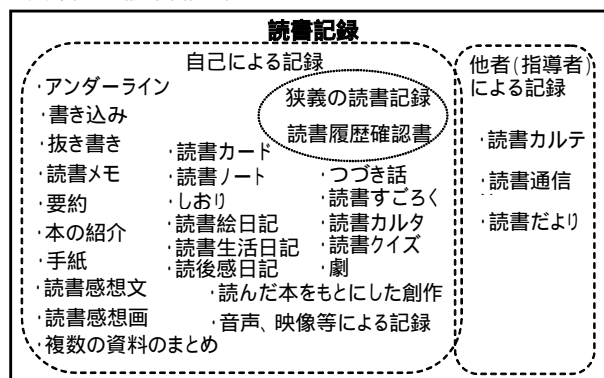 読書記録
自己による記録
・アンダーライン
・書き込み
・抜き書き
・読書メモ
・要約
・本の紹介
・手紙
・読書感想文
・読書感想画
・複数の資料のまとめ
・読書カード
・読書ノート
・しおり
・読書絵日記
・読書生活日記
・読後感日記
狭義の読書記録
読書履歴確認書
・つづき話
・読書すごろく
・読書カルタ
・読書クイズ
・劇
・読んだ本をもとにした創作
・音声、映像等による記録
他者(指導者)
による記録
・読書カルテ
・読書通信
・読書だより